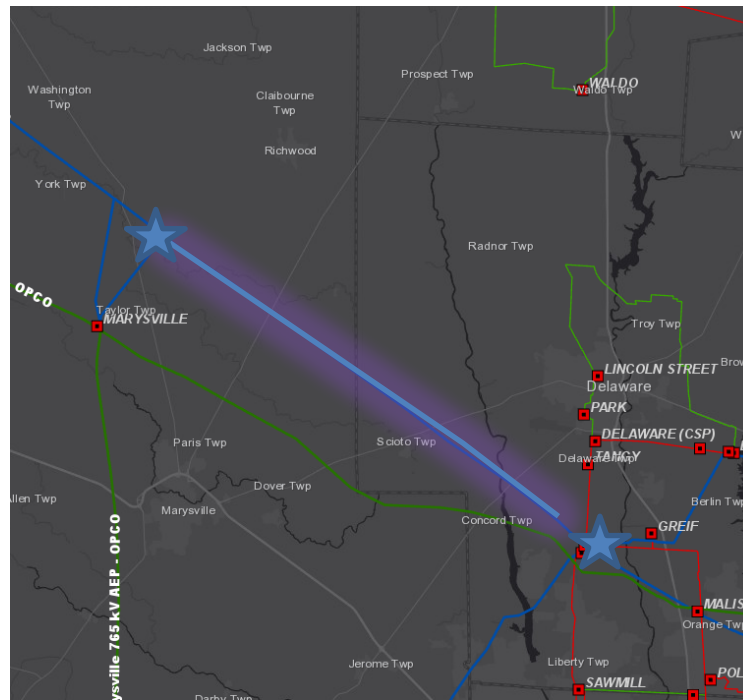 Jackson Twp
Prospect Twp
WALDO
Waldo Twp
Washington
Twp
Claibourne
Twp
Richwood
York Twp
Radnor Twp
OPCO
Taylor Twp
MARYSVILLE
Troy Twp
LINCOLN STREET
Delaware
PARK
DELAWARE (CSP)
TANGY
Delaware Twp
Paris Twp
Scioto Twp
Dover Twp
Berlin Twp
Marysville
Concord Twp
GREIF
ysville 765 kV AEP - OPCO
MALIS
Orange Twp
Jerome Twp
Liberty Twp
SAWMILL
POL
Darby Twp